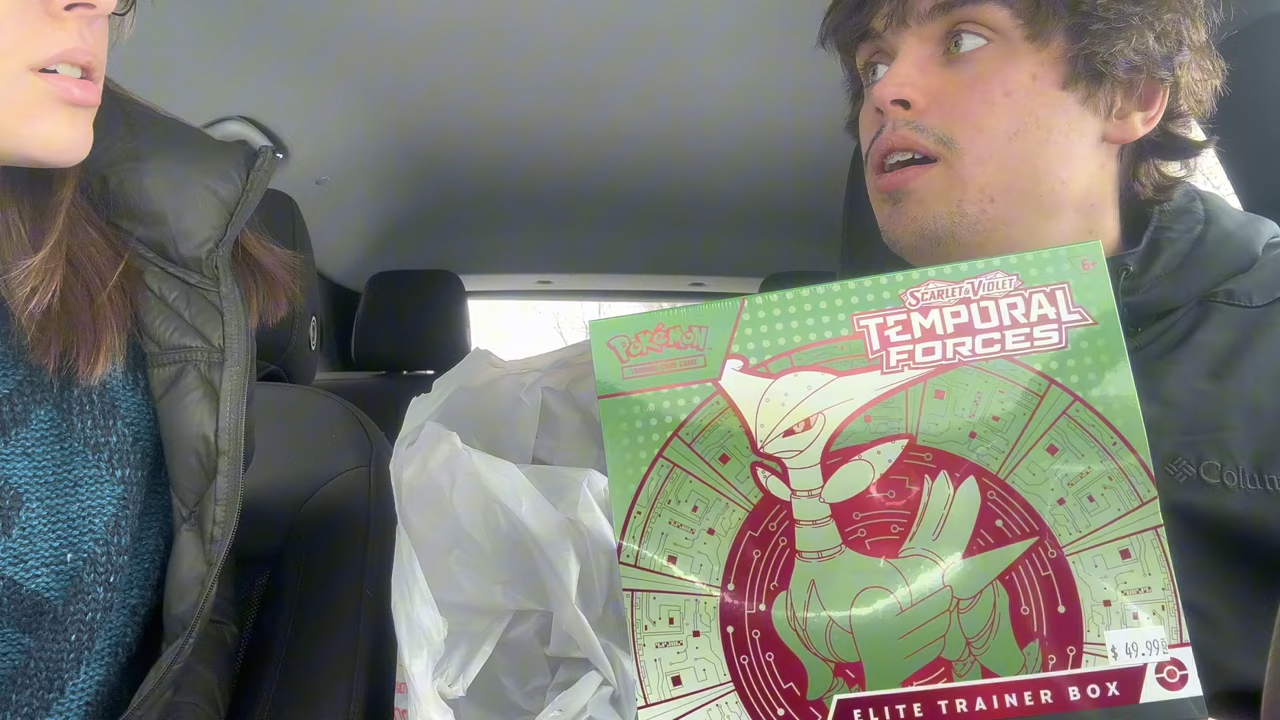 SCARLET & VIOLET
TEMPORAL
FORCES
6+
POKÉMON
TRADING CARD GAME
Colum
$ 49.99
ELITE TRAINER BOX